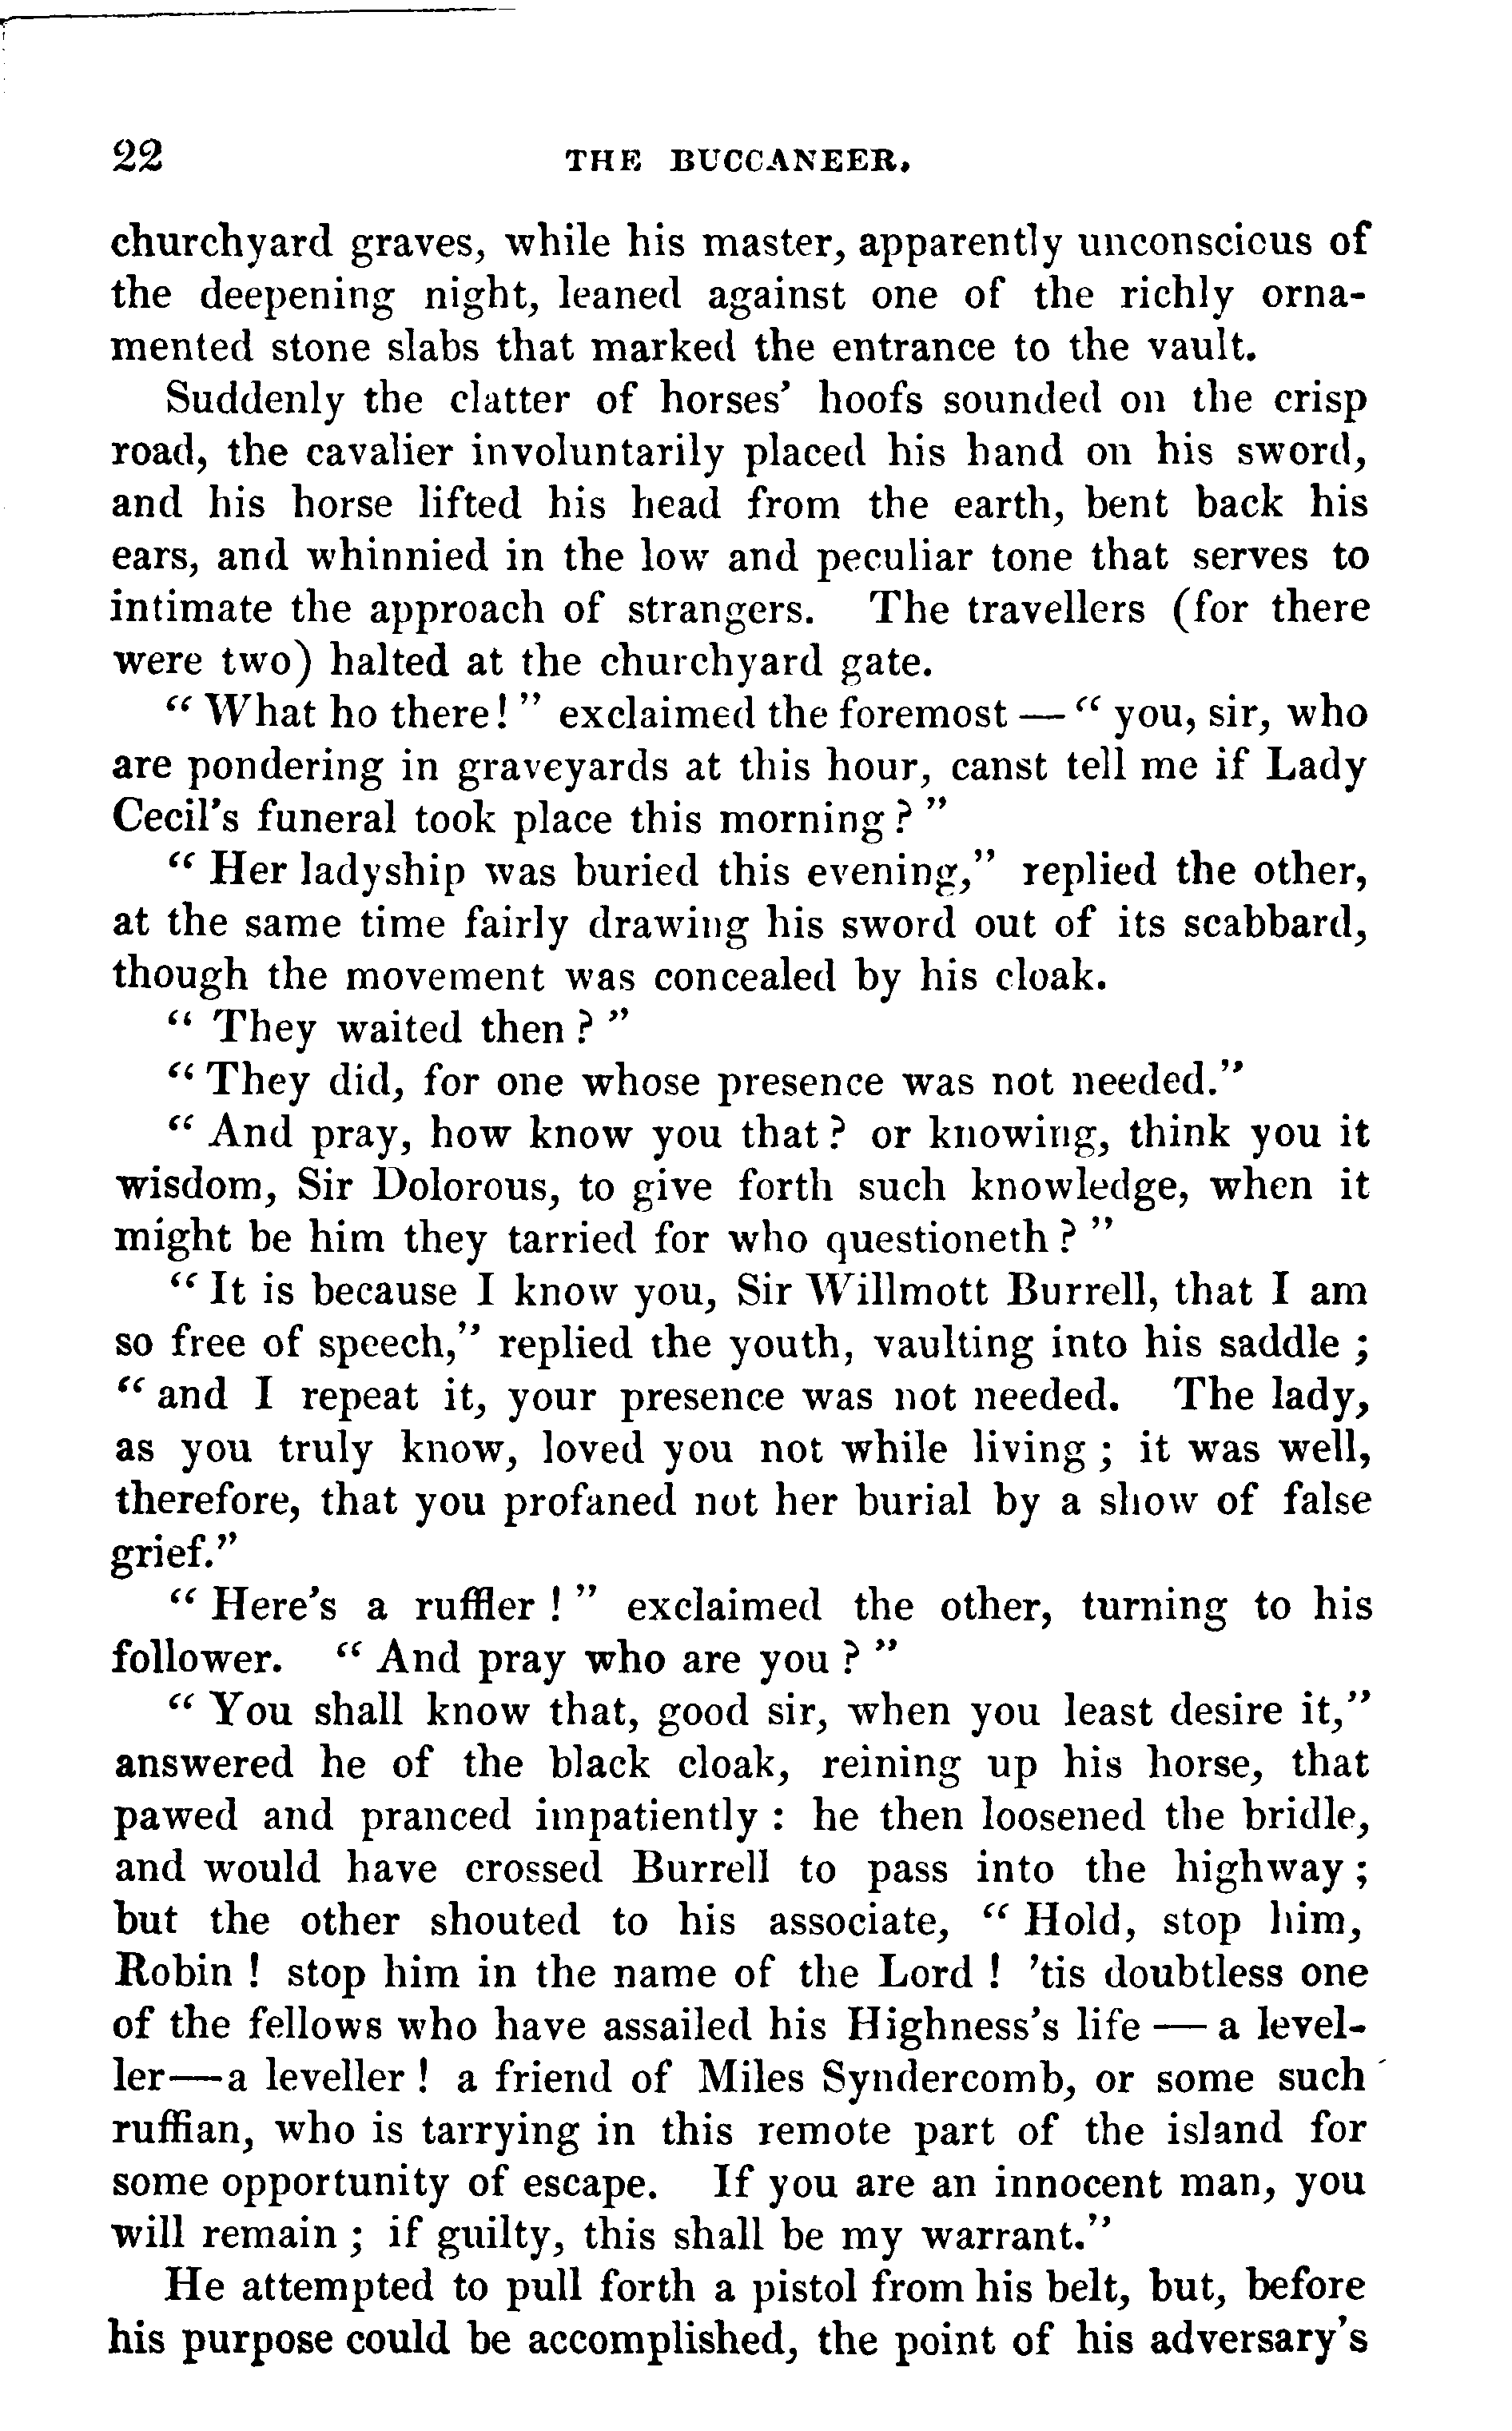 22 THE BUCCANEER.
churchyard graves, while his master, apparently unconscious of
the deepening night, leaned against one of the richly orna-
mented stone slabs that marked the entrance to the vault.
Suddenly the clatter of horses' hoofs sounded on the crisp
road, the cavalier involuntarily placed his hand on his sword,
and his horse lifted his head from the earth, bent back his
ears, and whinnied in the low and peculiar tone that serves to
intimate the approach of strangers. The travellers (for there
were two) halted at the churchyard gate.
“ What ho there! ” exclaimed the foremost — “ you, sir, who
are pondering in graveyards at this hour, canst tell me if Lady
Cecil's funeral took place this morning ? ”
“ Her ladyship was buried this evening,” replied the other,
at the same time fairly drawing his sword out of its scabbard,
though the movement was concealed by his cloak.
“ They waited then ? ”
“ They did, for one whose presence was not needed.”
“ And pray, how know you that ? or knowing, think you it
wisdom, Sir Dolorous, to give forth such knowledge, when it
might be him they tarried for who questioneth ? ”
“ It is because I know you, Sir Willmott Burrell, that I am
so free of speech,” replied the youth, vaulting into his saddle ;
“ and I repeat it, your presence was not needed. The lady,
as you truly know, loved you not while living ; it was well,
therefore, that you profaned not her burial by a show of false
grief.”
“ Here's a ruffler ! ” exclaimed the other, turning to his
follower. “ And pray who are you ? ”
“ You shall know that, good sir, when you least desire it,”
answered he of the black cloak, reining up his horse, that
pawed and pranced impatiently : he then loosened the bridle,
and would have crossed Burrell to pass into the highway ;
but the other shouted to his associate, “ Hold, stop him,
Robin ! stop him in the name of the Lord ! 'tis doubtless one
of the fellows who have assailed his Highness's life — a level-
ler—a leveller ! a friend of Miles Syndercomb, or some such
ruffian, who is tarrying in this remote part of the island for
some opportunity of escape. If you are an innocent man, you
will remain ; if guilty, this shall be my warrant.”
He attempted to pull forth a pistol from his belt, but, before
his purpose could be accomplished, the point of his adversary's